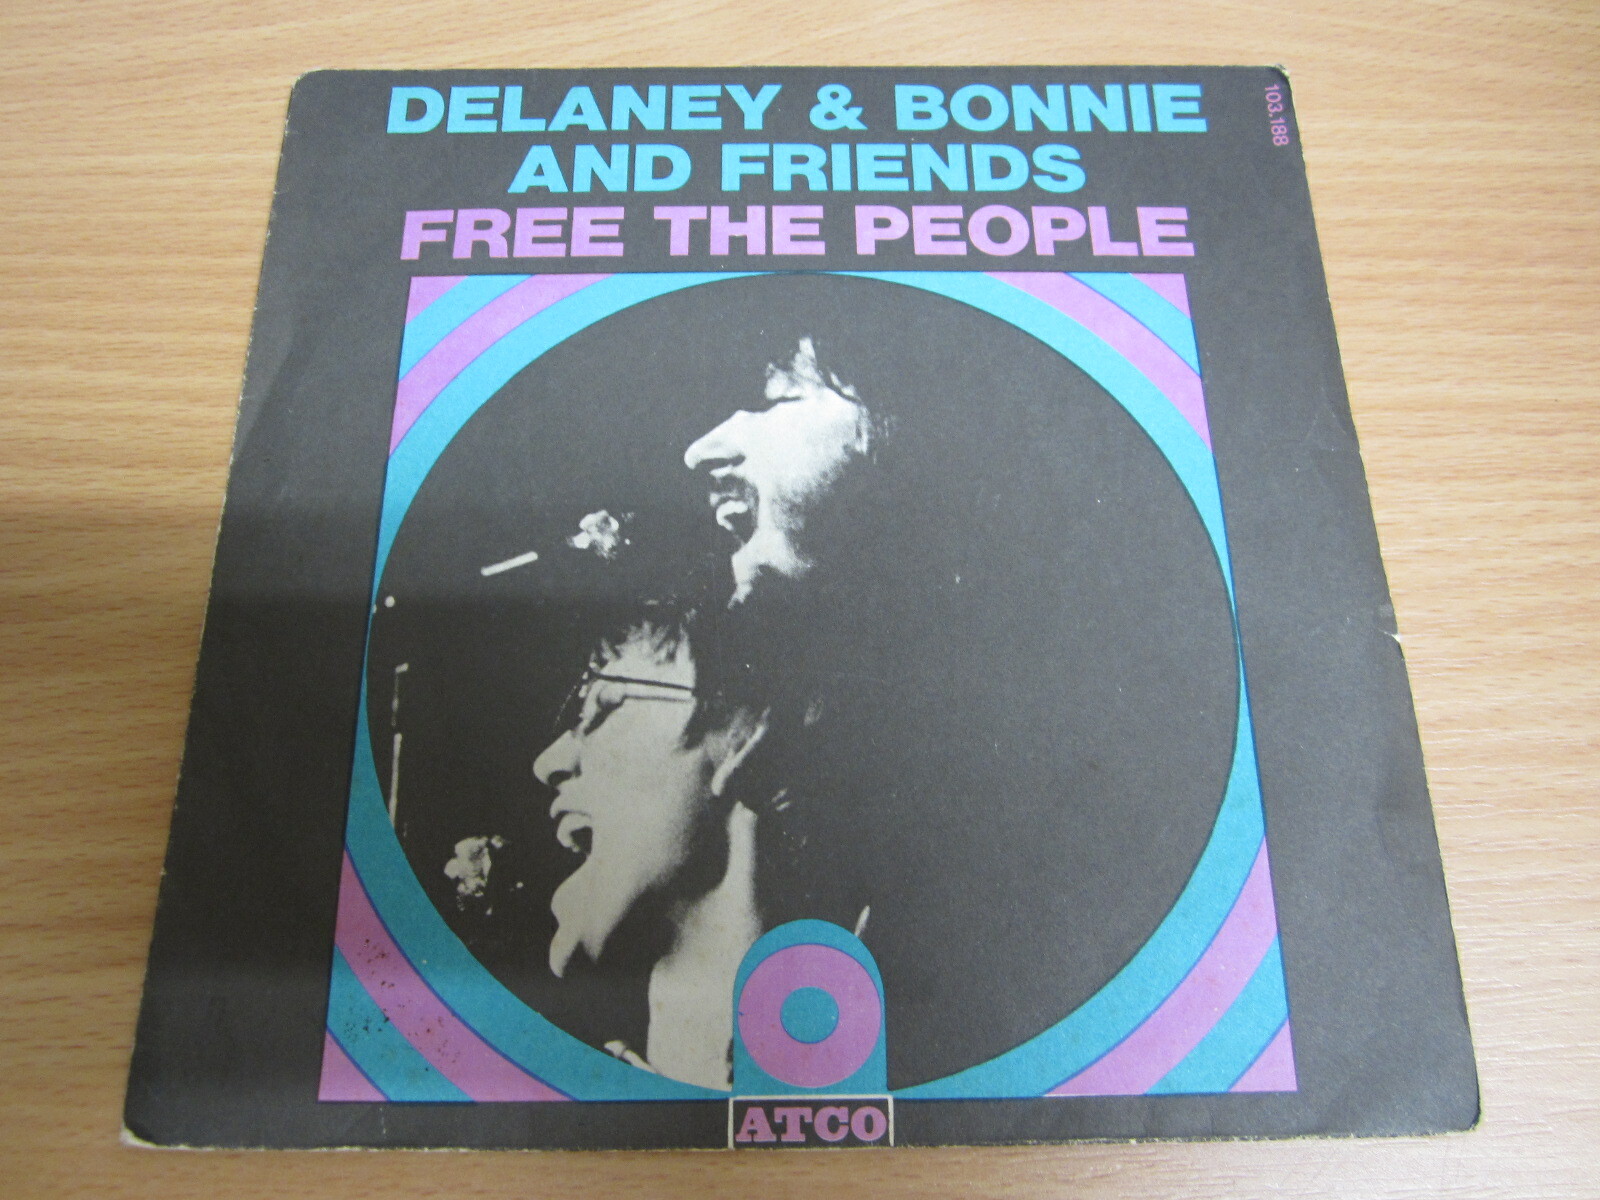 DELANEY & BONNIE
AND FRIENDS
FREE THE PEOPLE
103.188
ATCO